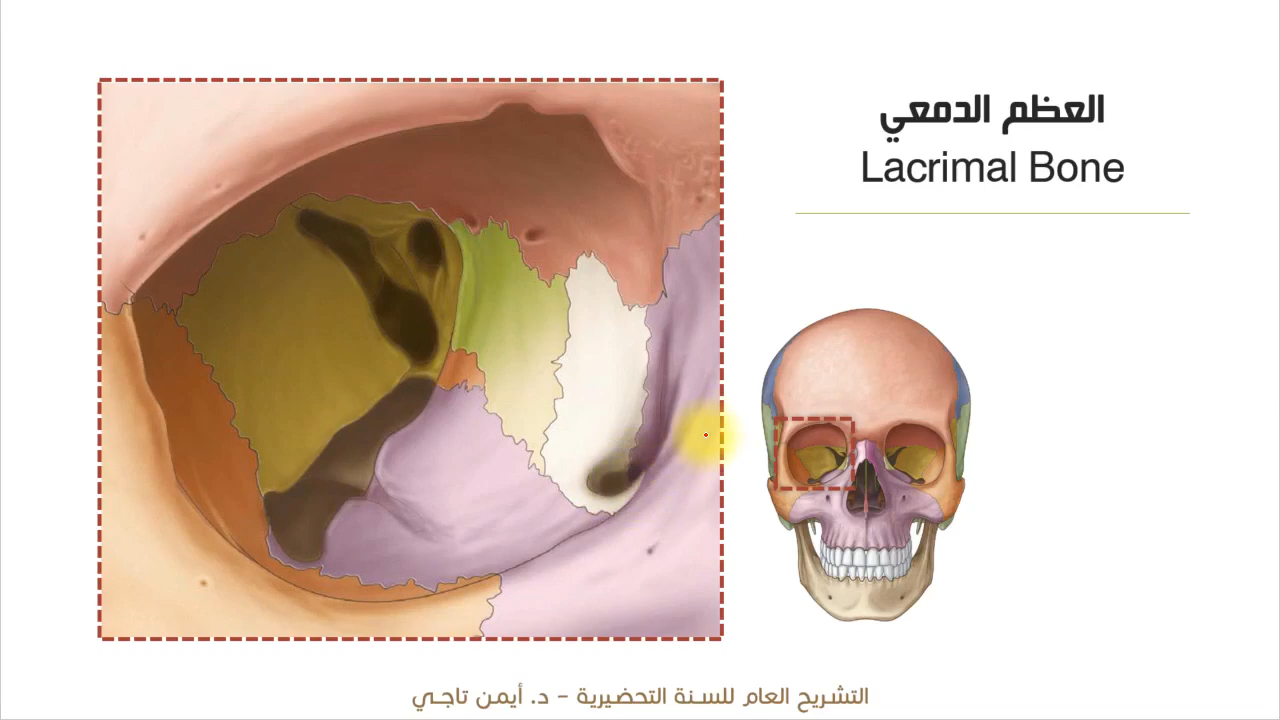 العظم الدمعي
Lacrimal Bone
التشريح العام للسنة التحضيرية - د. أيمن تاجي